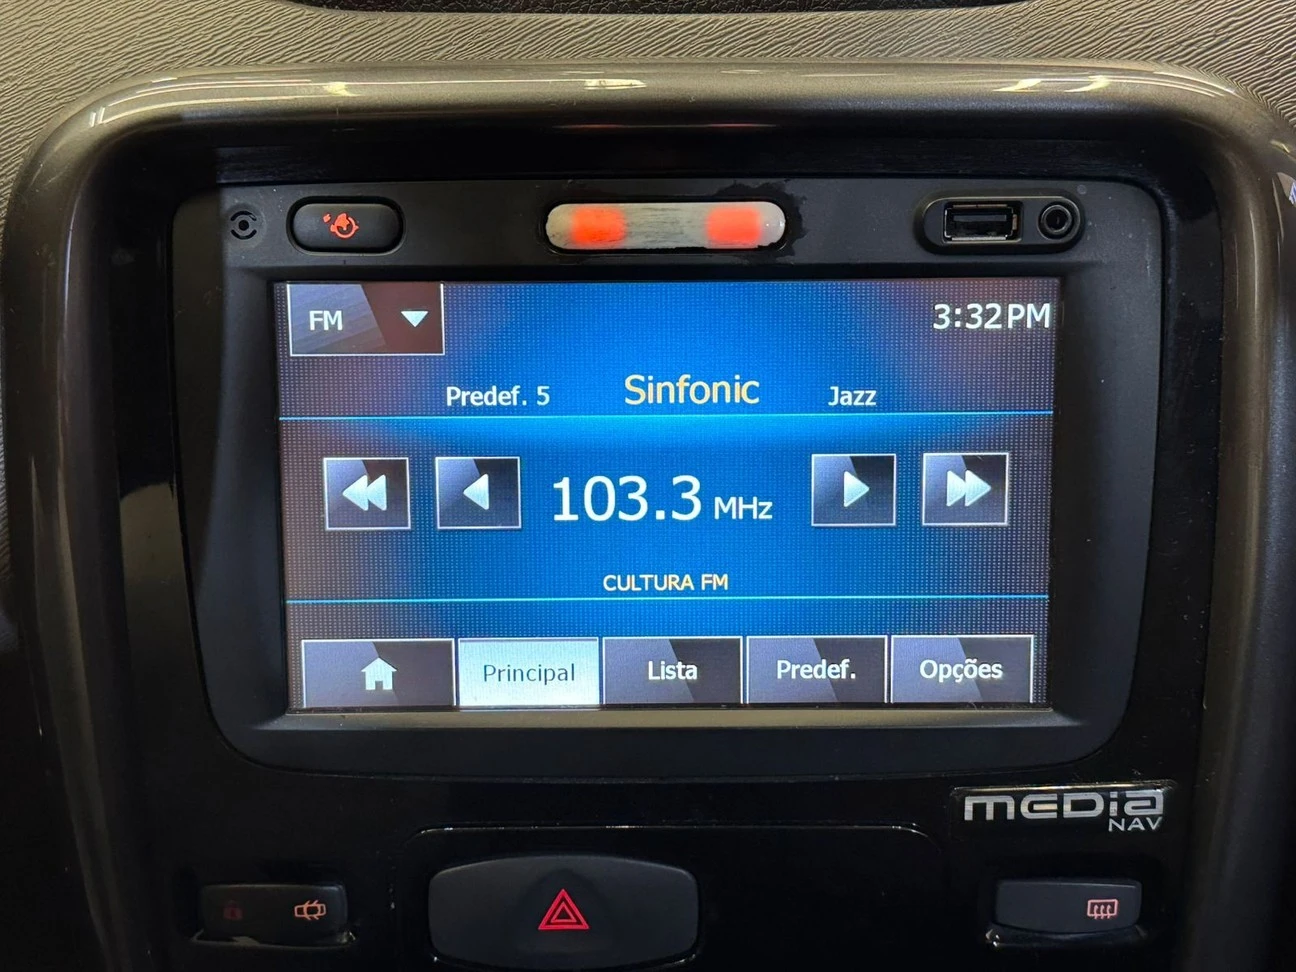 FM
3:32PM
Predef. 5 Sinfonic Jazz
103.3 MHz
CULTURA FM
Principal Lista Predef. Opções
MEDIA
NAV